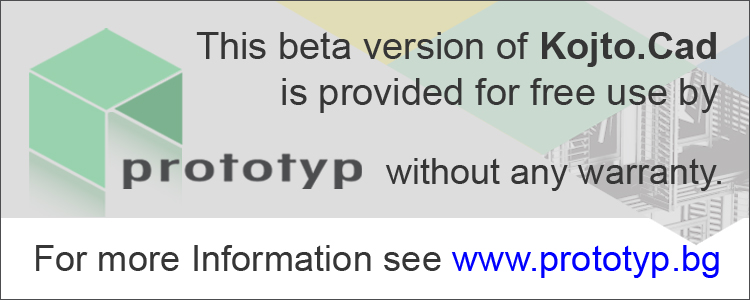 This beta version of Kojto.Cad
is provided for free use by
prototyp without any warranty.
For more Information see www.prototyp.bg